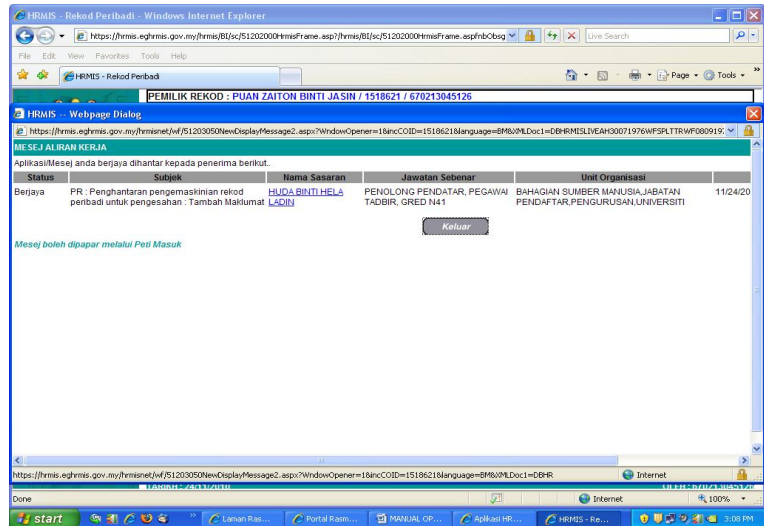 HRMIS - Rekod Peribadi - Windows Internet Explorer
https://hrmis.eghrmis.gov.my/hrmis/BI/sc/51202000HrmisFrame.asp?/hrmis/BI/sc/51202000HrmisFrame.aspfnbObsg
Live Search
File Edit View Favorites Tools Help
HRMIS - Rekod Peribadi
Page Tools
PEMILIK REKOD : PUAN ZAITON BINTI JASIN / 1518621 / 670213045126
HRMIS -- Webpage Dialog
https://hrmis.eghrmis.gov.my/hrmisnet/wf/51203050NewDisplayMessage2.aspx?WndowOpener=1&incCOID=1518621&language=BM&XMLDoc1=DBHRMISLIVEAH30071976WFSPLTTRWF080919
MESEJ ALIRAN KERJA
Aplikasi/Mesej anda berjaya dihantar kepada penerima berikut..
Status Subjek Nama Sasaran Jawatan Sebenar Unit Organisasi
Berjaya PR : Penghantaran pengemaskinian rekod HUDA BINTI HELA PENOLONG PENDATAR, PEGAWAI BAHAGIAN SUMBER MANUSIA,JABATAN 11/24/20
peribadi untuk pengesahan : Tambah Maklumat LADIN TADBIR, GRED N41 PENDAFTAR,PENGURUSAN,UNIVERSITI
Keluar
Mesej boleh dipapar melalui Peti Masuk
https://hrmis.eghrmis.gov.my/hrmisnet/wf/51203050NewDisplayMessage2.aspx?WndowOpener=1&incCOID=1518621&language=BM&XMLDoc1=DBHR Internet
TARIKH : 24/11/2010 OLEH : 670213045126
Done Internet 100%
start Laman Ras... Portal Rasm... MANUAL OP... Aplikasi HR... HRMIS - Re... 3:08 PM